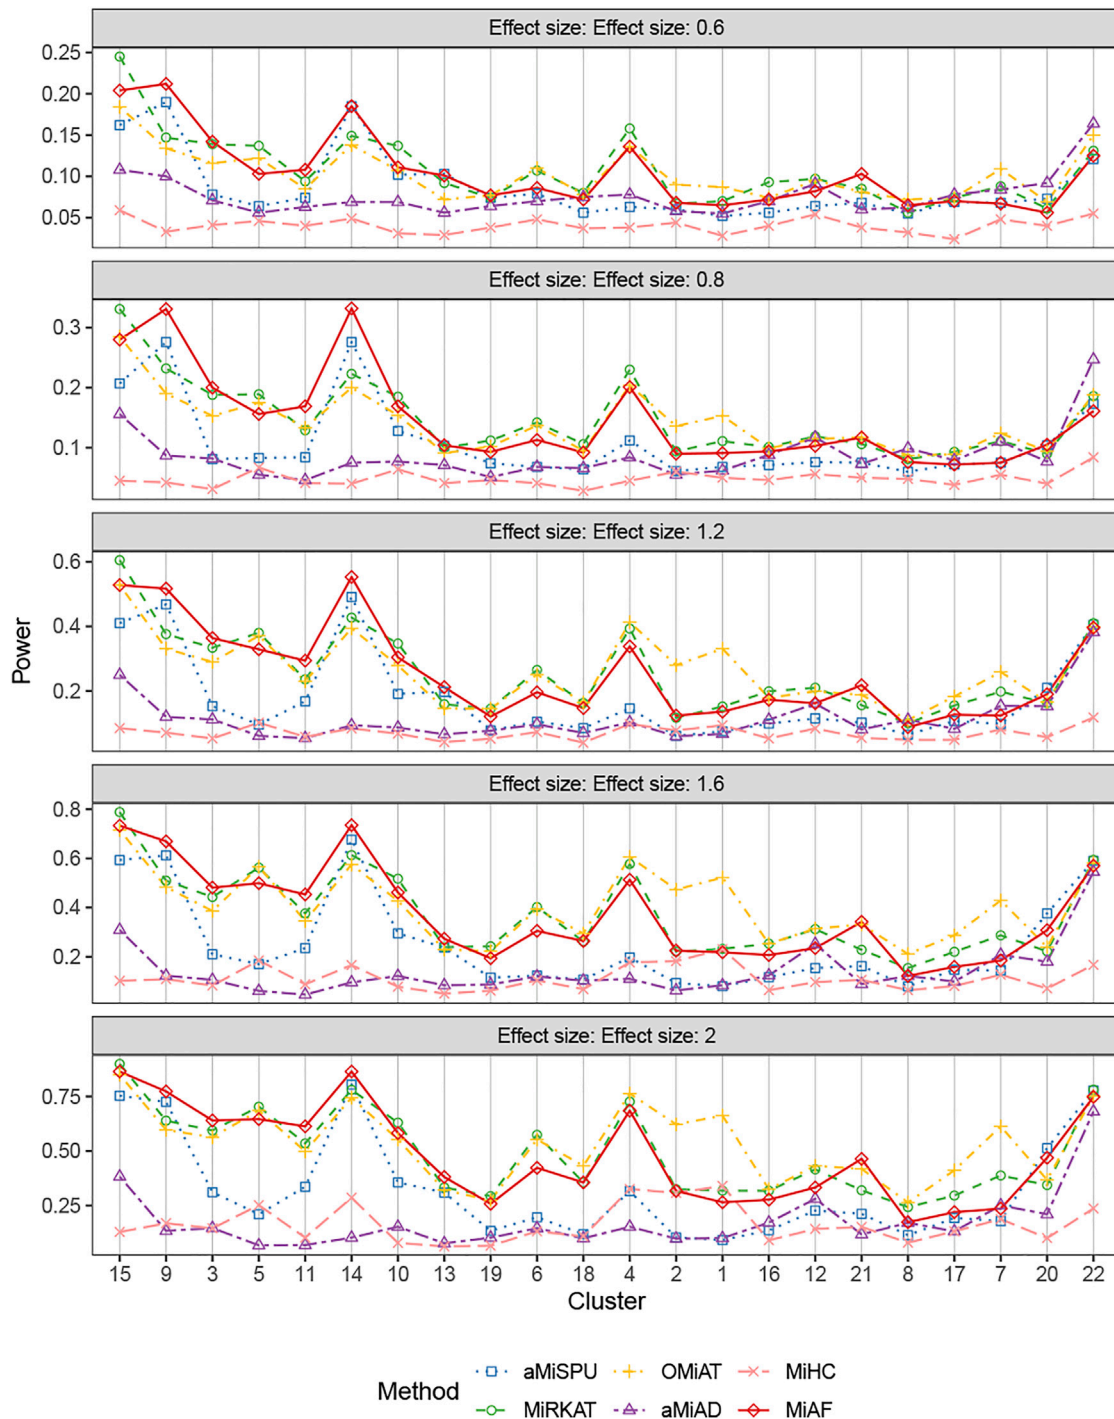 Effect size: Effect size: 0.6
0.25
0.20
0.15
0.10
0.05
Effect size: Effect size: 0.8
0.3
0.2
0.1
Effect size: Effect size: 1.2
0.6
0.4
0.2
Power
Effect size: Effect size: 1.6
0.8
0.6
0.4
0.2
Effect size: Effect size: 2
0.75
0.50
0.25
15 9 3 5 11 14 10 13 19 6 18 4 2 1 16 12 21 8 17 7 20 22
Cluster
Method
aMiSPU OMiAT MiHC
MiRKAT aMiAD MiAF